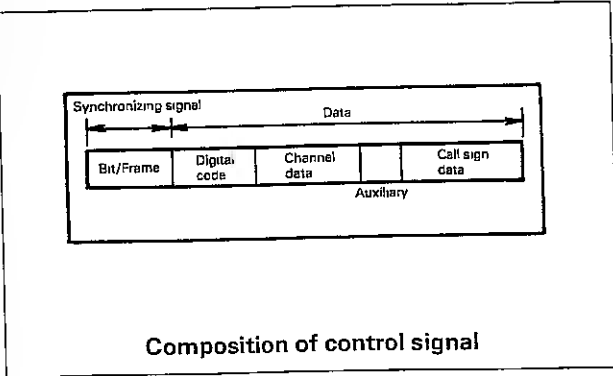 Synchronizing signal
Data
Bit/Frame
Digital
code
Channel
data
Call sign
data
Auxiliary
Composition of control signal